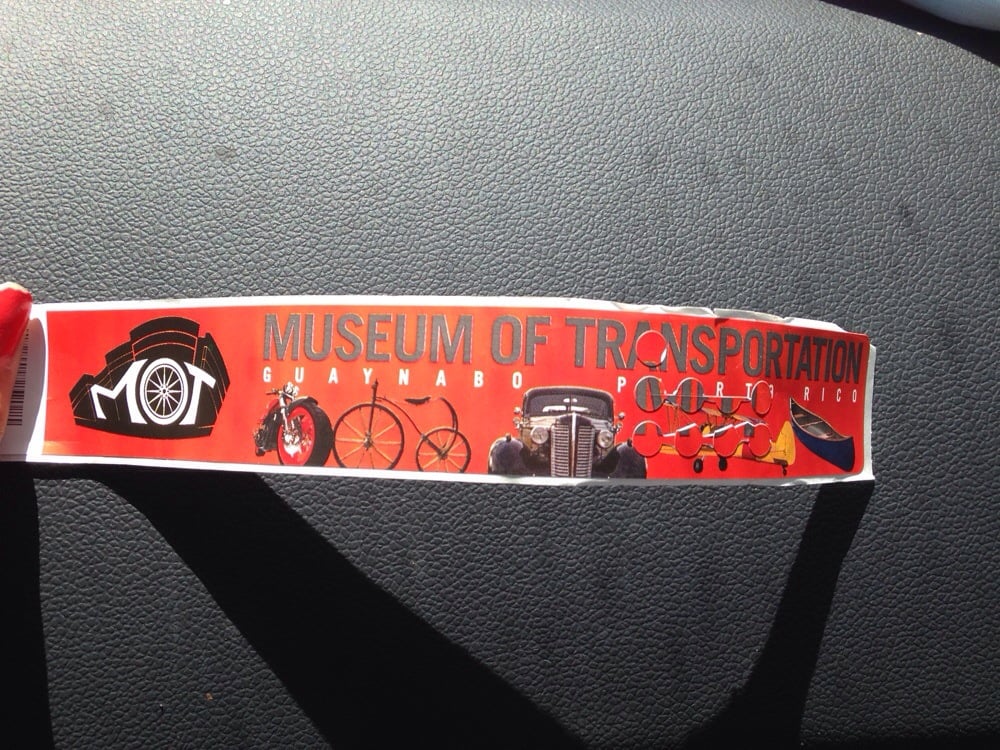 MOT
MUSEUM OF TRANSPORTATION
GUAYNABO PUERTO RICO